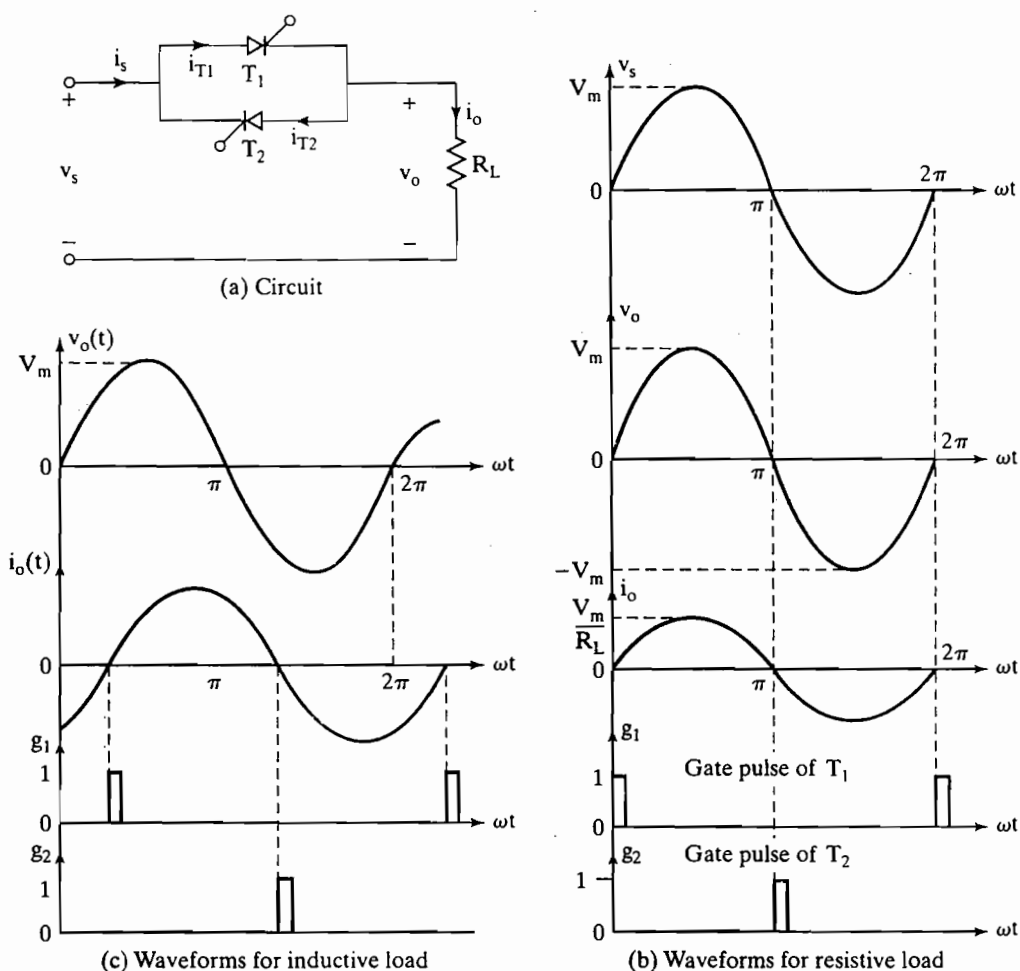 i_s
i_T1
T_1
+
+
i_o
T_2
i_T2
v_s
v_o
R_L
−
−
(a) Circuit
v_s
V_m
0
π
2π
ωt
v_o
V_m
0
π
2π
ωt
−V_m
i_o
V_m
R_L
0
π
2π
ωt
g_1
1
Gate pulse of T_1
0
ωt
g_2
Gate pulse of T_2
1
0
ωt
(b) Waveforms for resistive load
v_o(t)
V_m
0
π
2π
ωt
i_o(t)
0
π
2π
ωt
g_1
1
0
ωt
g_2
1
0
(c) Waveforms for inductive load